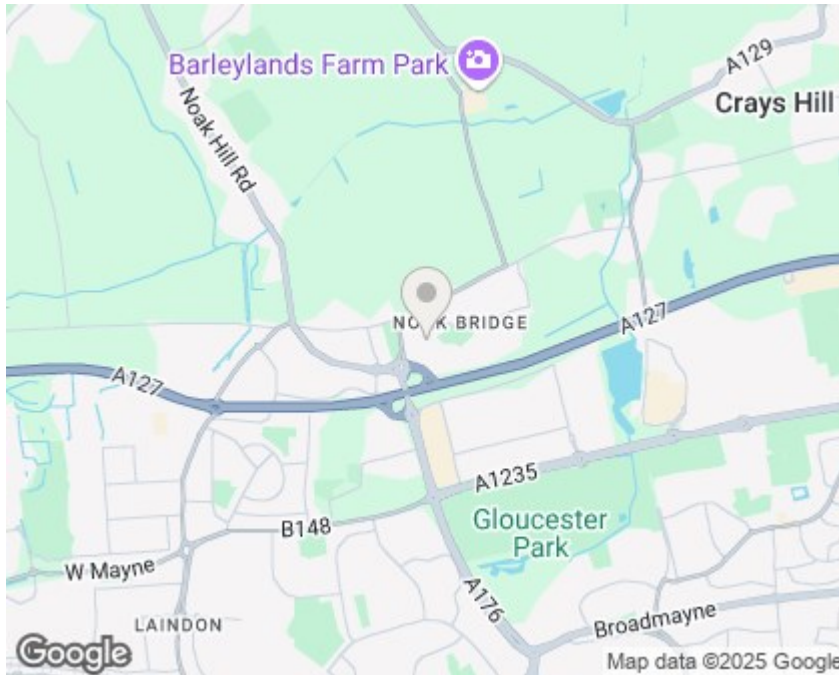 Barleylands Farm Park
A129
Crays Hill
Noak Hill Rd
NOAK BRIDGE
A127
A127
A1235
B148
Gloucester
Park
W Mayne
A176
Broadmayne
LAINDON
Google
Map data ©2025 Google